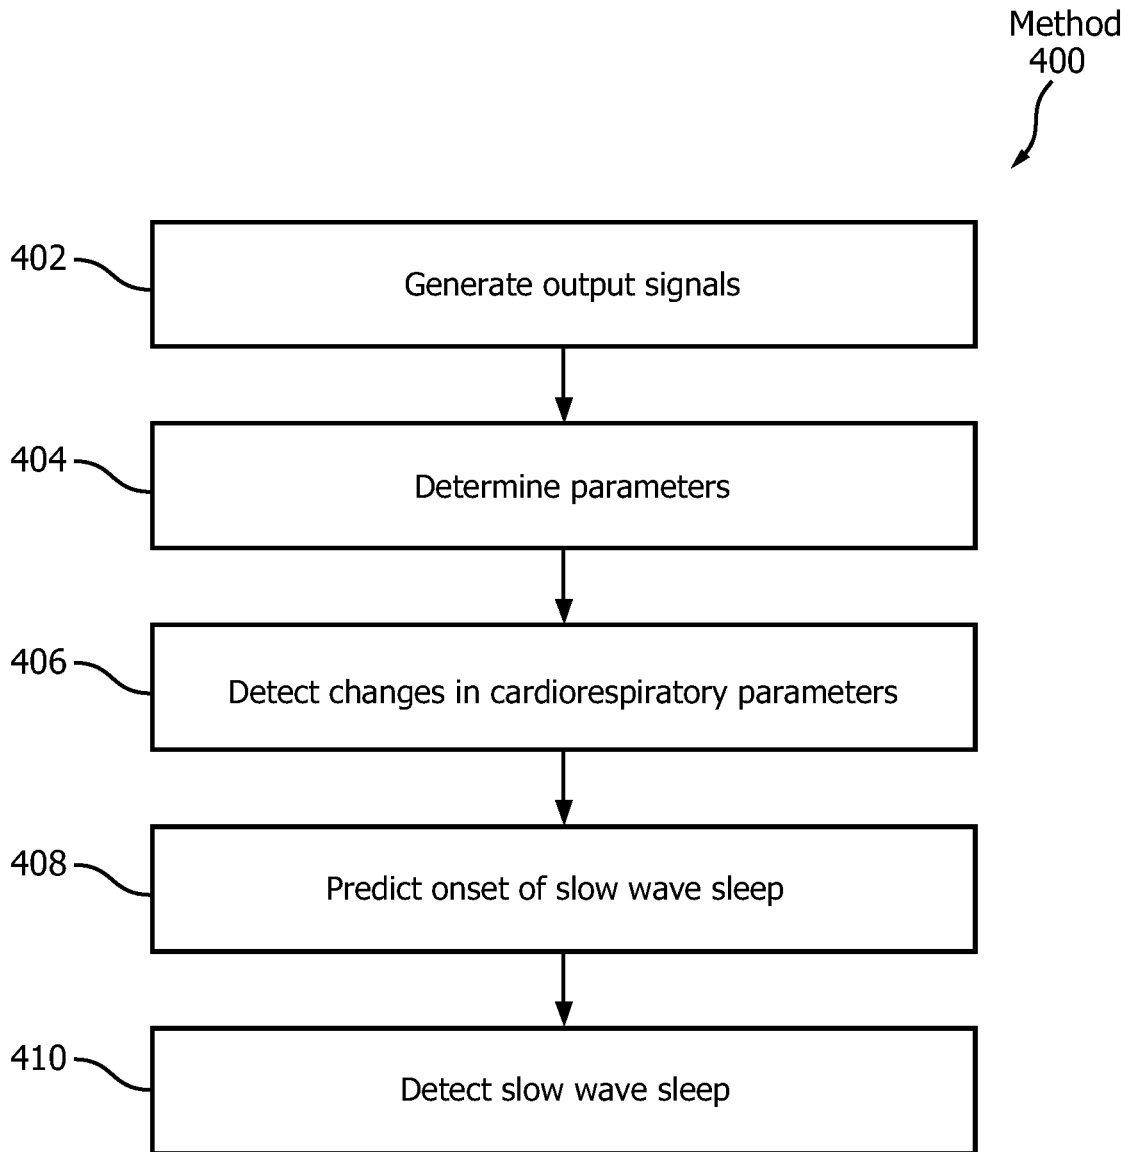 Method
400
402
Generate output signals
404
Determine parameters
406
Detect changes in cardiorespiratory parameters
408
Predict onset of slow wave sleep
410
Detect slow wave sleep